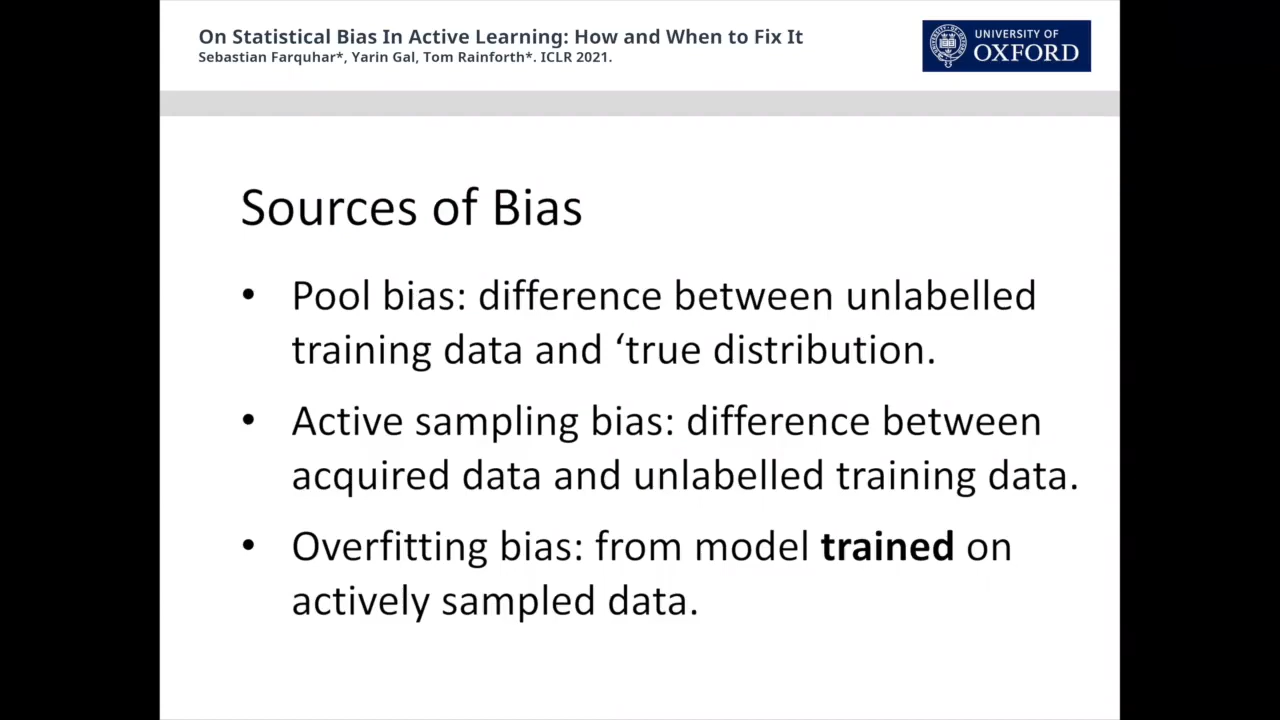 On Statistical Bias In Active Learning: How and When to Fix It
Sebastian Farquhar*, Yarin Gal, Tom Rainforth*. ICLR 2021.
UNIVERSITY OF
OXFORD
Sources of Bias
• Pool bias: difference between unlabelled
training data and ‘true distribution.
• Active sampling bias: difference between
acquired data and unlabelled training data.
• Overfitting bias: from model trained on
actively sampled data.